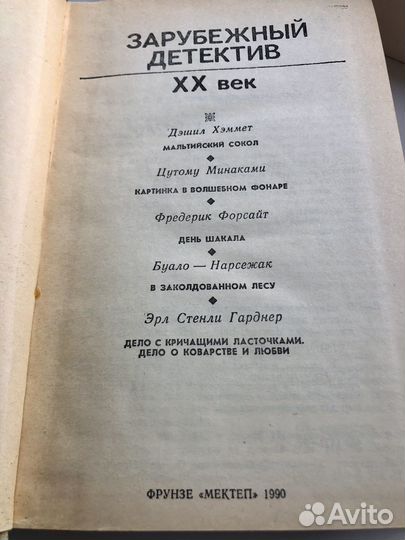 ЗАРУБЕЖНЫЙ
ДЕТЕКТИВ
XX век
Дэшил Хэммет
МАЛЬТИЙСКИЙ СОКОЛ
Цутому Минаками
КАРТИНКА В ВОЛШЕБНОМ ФОНАРЕ
Фредерик Форсайт
ДЕНЬ ШАКАЛА
Буало — Нарсежак
В ЗАКОЛДОВАННОМ ЛЕСУ
Эрл Стенли Гарднер
ДЕЛО С КРИЧАЩИМИ ЛАСТОЧКАМИ.
ДЕЛО О КОВАРСТВЕ И ЛЮБВИ
ФРУНЗЕ «МЕКТЕП» 1990
Avito